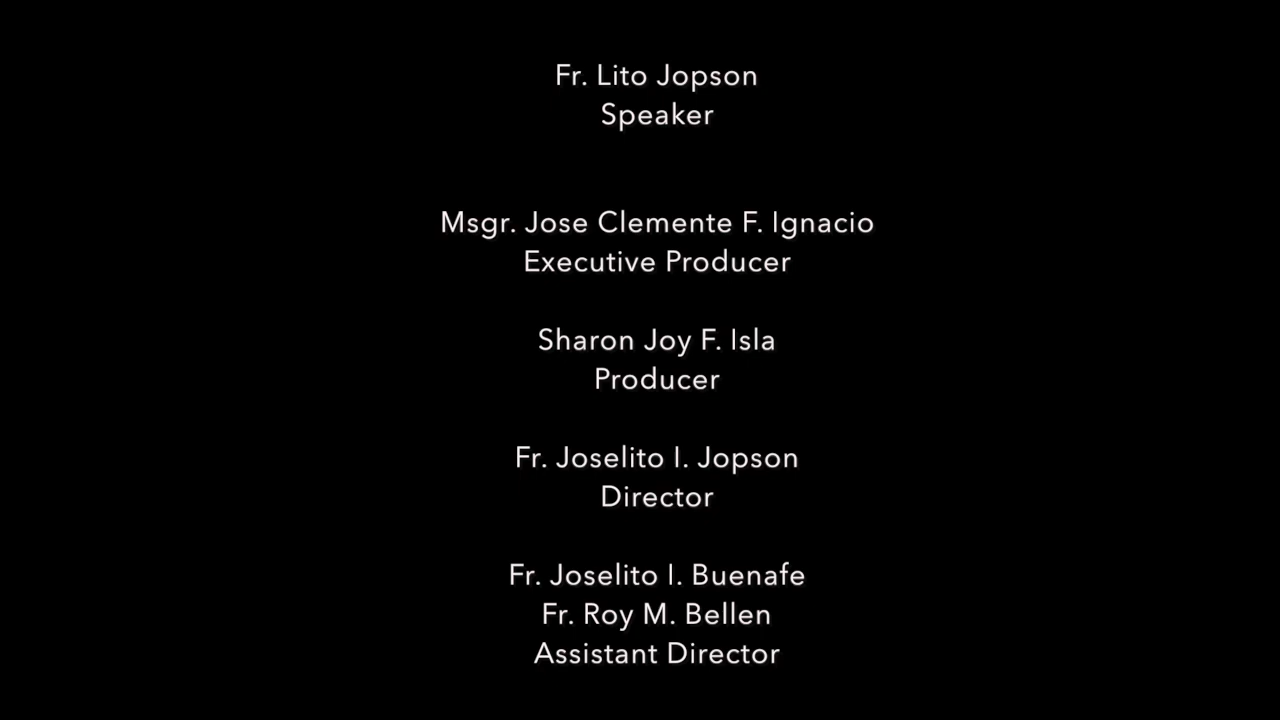 Fr. Lito Jopson
Speaker
Msgr. Jose Clemente F. Ignacio
Executive Producer
Sharon Joy F. Isla
Producer
Fr. Joselito I. Jopson
Director
Fr. Joselito I. Buenafe
Fr. Roy M. Bellen
Assistant Director